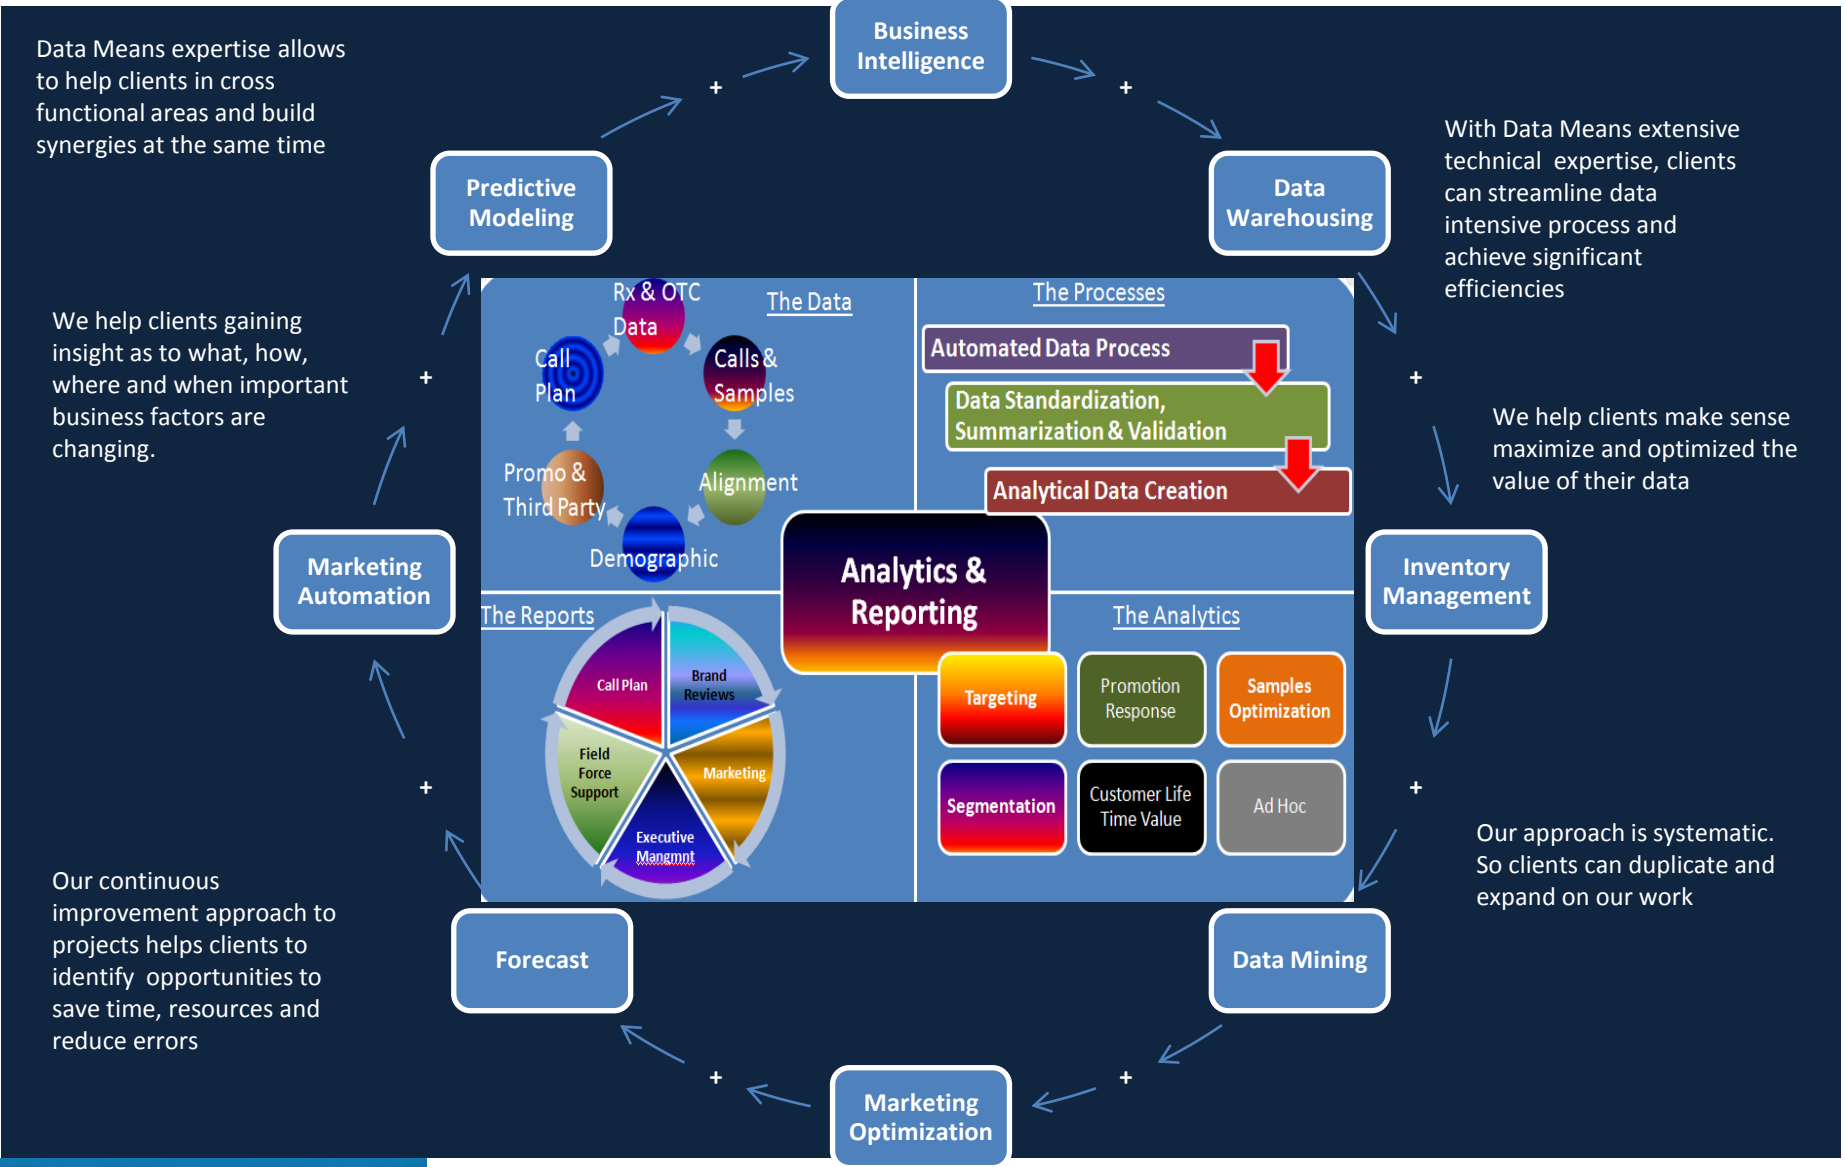 Business
Intelligence
Data Means expertise allows
to help clients in cross
functional areas and build
synergies at the same time
+
+
With Data Means extensive
technical expertise, clients
can streamline data
intensive process and
achieve significant
efficiencies
Predictive
Modeling
Data
Warehousing
We help clients gaining
insight as to what, how,
where and when important
business factors are
changing.
+
+
We help clients make sense
maximize and optimized the
value of their data
The Data
Rx & OTC
Data
Calls &
Samples
Alignment
Demographic
Promo &
Third Party
Call
Plan
The Processes
Automated Data Process
Data Standardization,
Summarization & Validation
Analytical Data Creation
Analytics &
Reporting
Marketing
Automation
Inventory
Management
The Reports
Call Plan
Brand
Reviews
Marketing
Executive
Mangmnt
Field
Force
Support
The Analytics
Targeting
Promotion
Response
Samples
Optimization
Segmentation
Customer Life
Time Value
Ad Hoc
+
+
Our approach is systematic.
So clients can duplicate and
expand on our work
Our continuous
improvement approach to
projects helps clients to
identify opportunities to
save time, resources and
reduce errors
Forecast
Data Mining
+
+
Marketing
Optimization